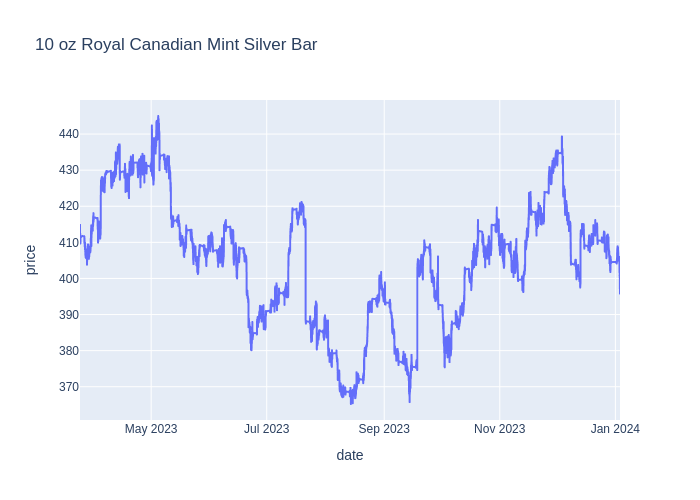 10 oz Royal Canadian Mint Silver Bar
440
430
420
410
400
390
380
370
price
May 2023
Jul 2023
Sep 2023
Nov 2023
Jan 2024
date